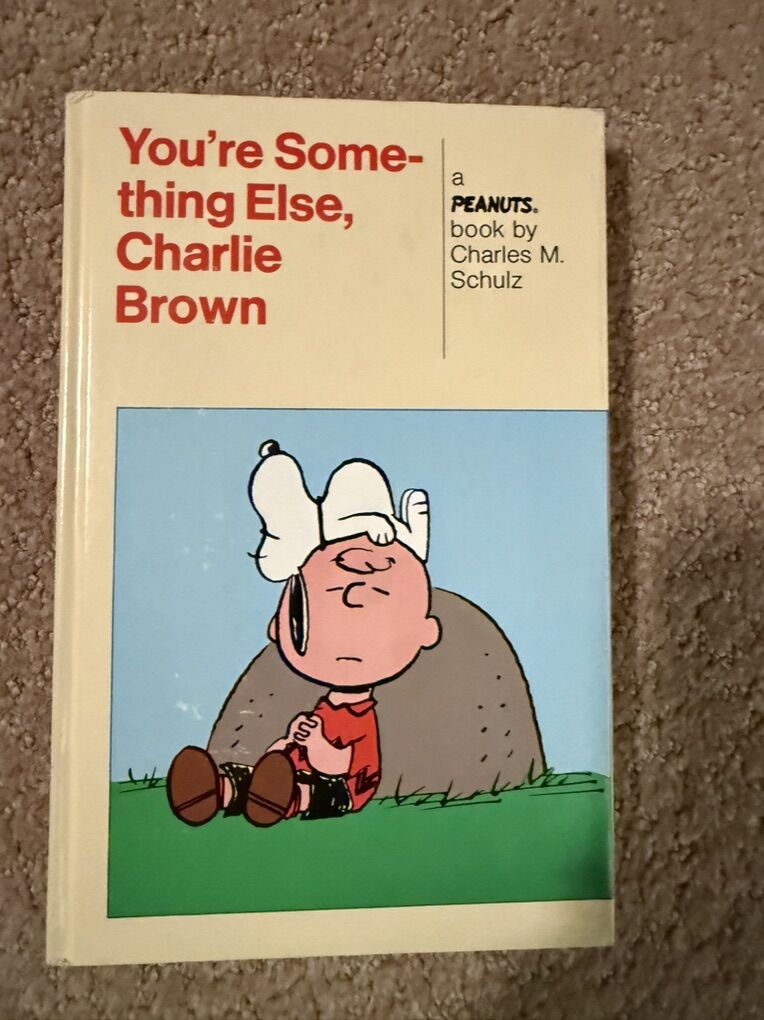 You're Some-
thing Else,
Charlie
Brown
a
PEANUTS®
book by
Charles M.
Schulz